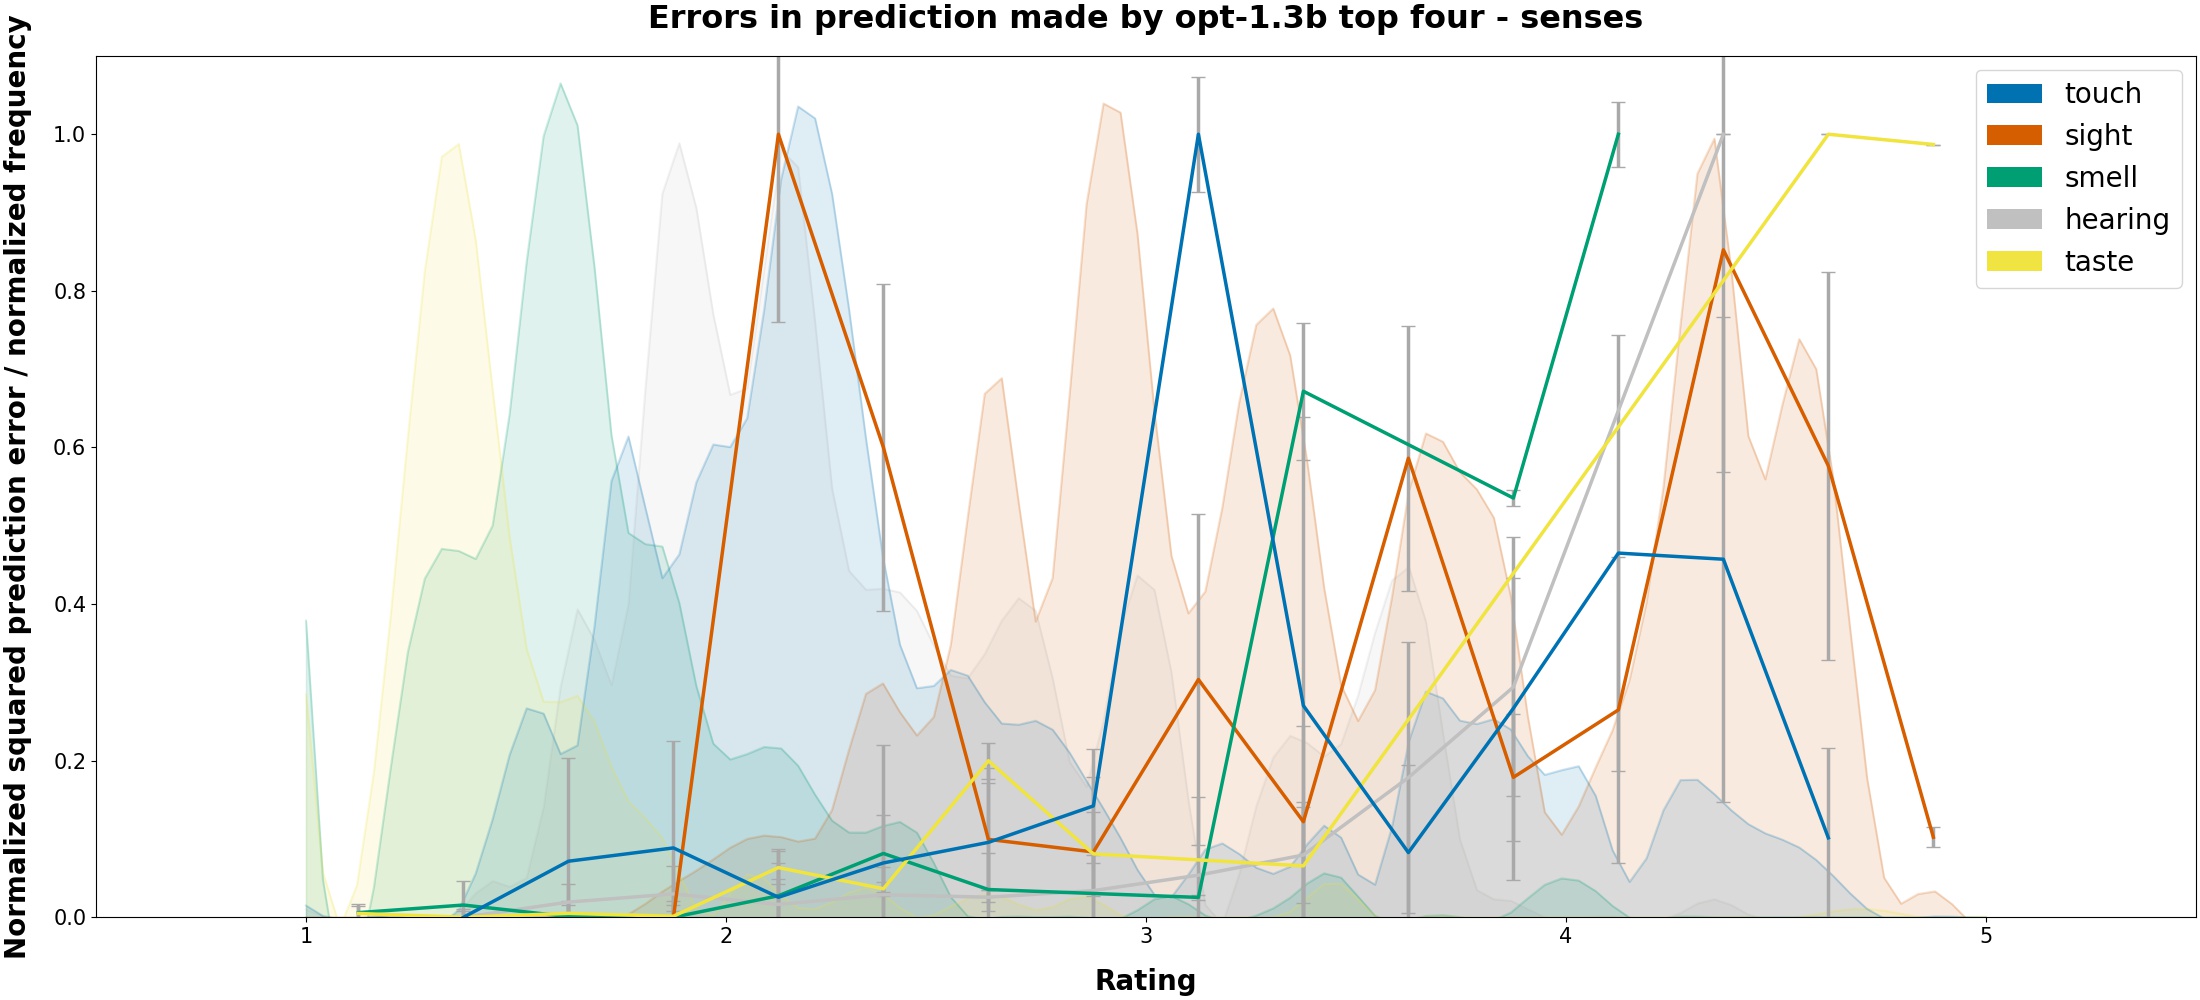 Errors in prediction made by opt-1.3b top four - senses
Normalized squared prediction error / normalized frequency
1.0
0.8
0.6
0.4
0.2
0.0
touch
sight
smell
hearing
taste
1 2 3 4 5
Rating